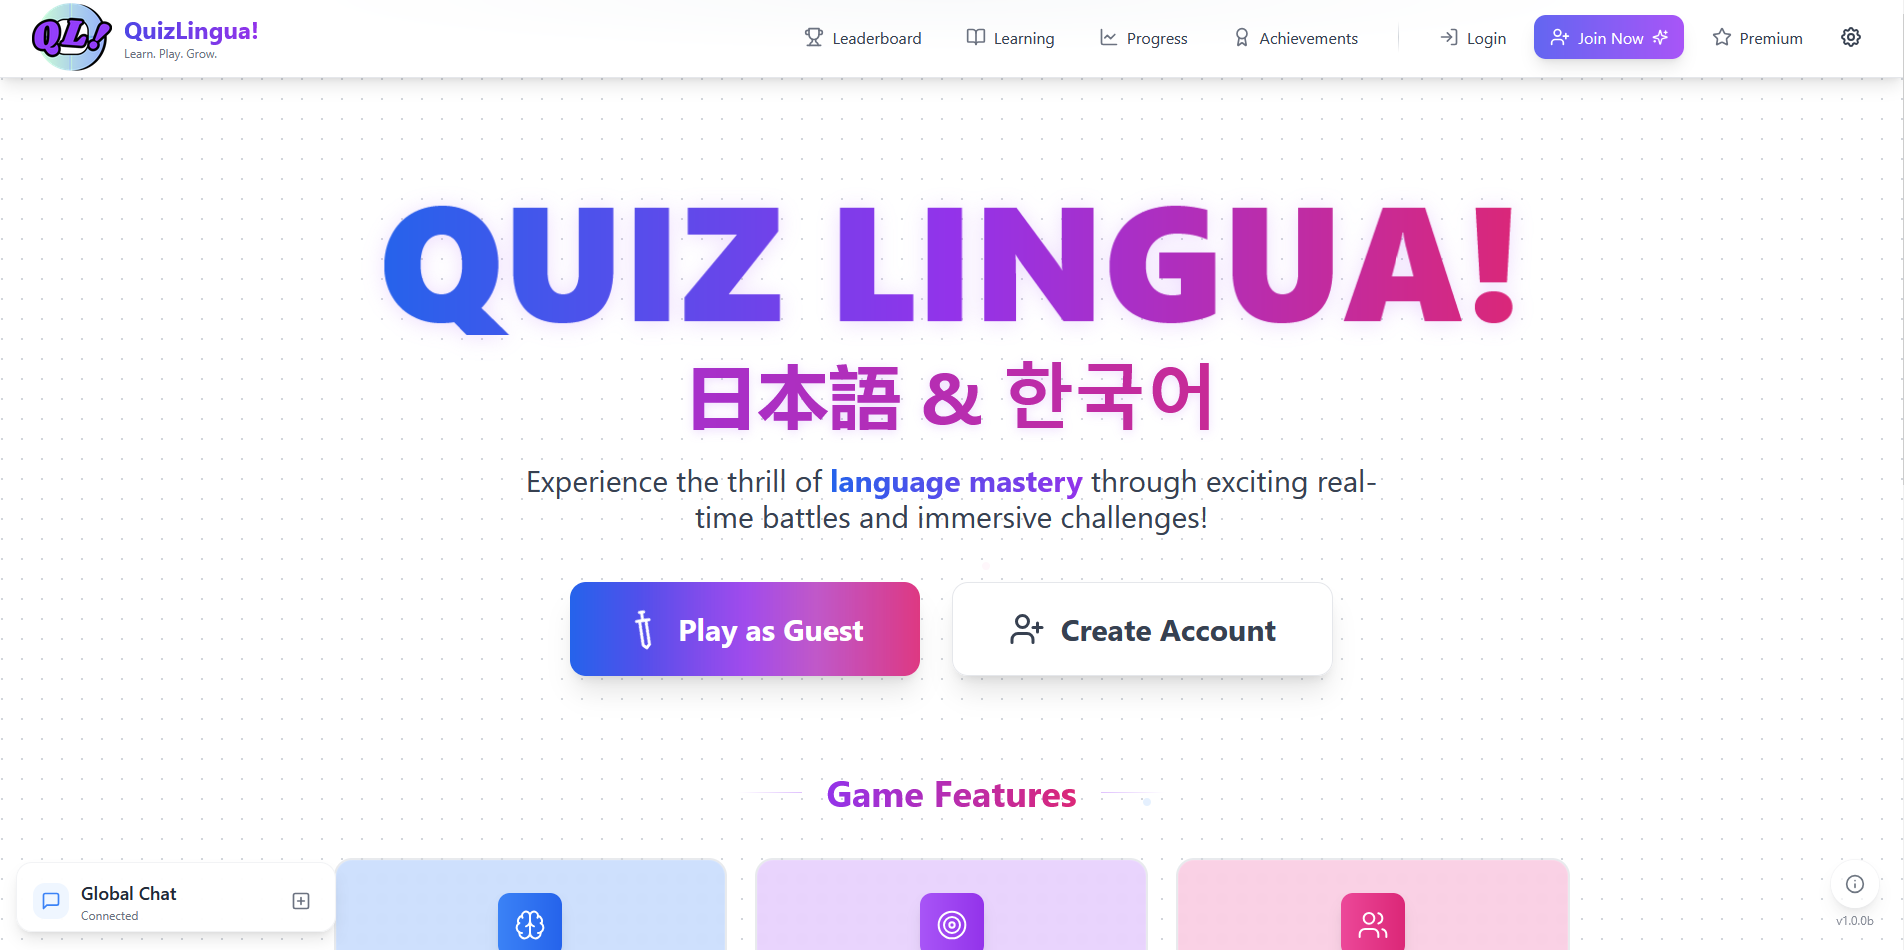 QL!
QuizLingua!
Learn. Play. Grow.
Leaderboard
Learning
Progress
Achievements
Login
Join Now
Premium
QUIZ LINGUA!
日本語 & 한국어
Experience the thrill of language mastery through exciting real-
time battles and immersive challenges!
Play as Guest
Create Account
Game Features
Global Chat
Connected
v1.0.0b